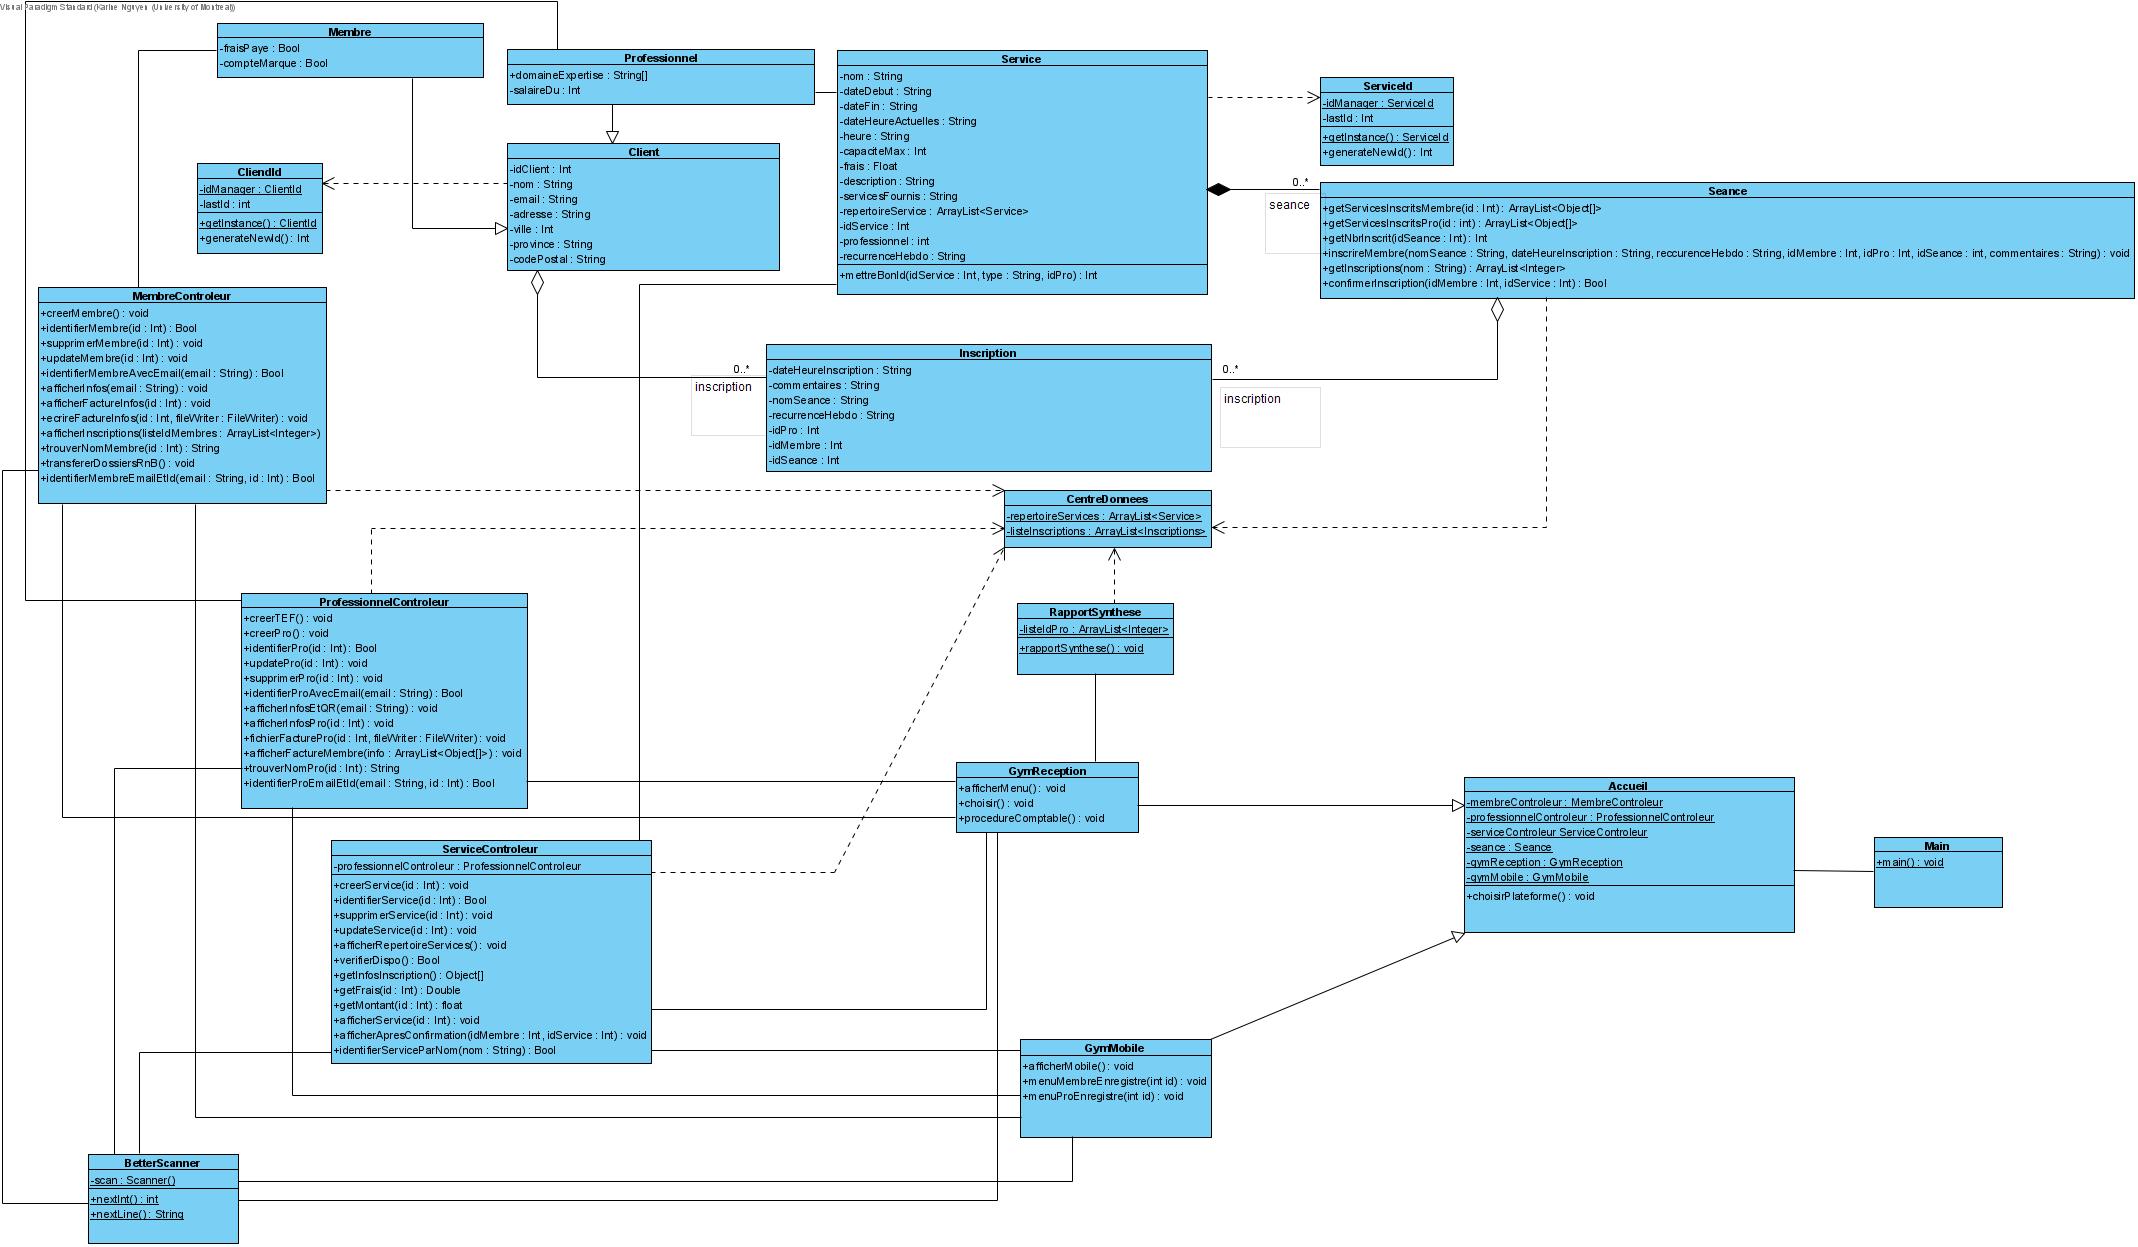 Visual Paradigm Standard (Karine Nguyen (University of Montreal))
Membre
-fraisPaye : Bool
-compteMarque : Bool
Professionnel
+domaineExpertise : String[]
-salaireDu : Int
Service
-nom : String
-dateDebut : String
-dateFin : String
-dateHeureActuelles : String
-heure : String
-capaciteMax : Int
-frais : Float
-description : String
-servicesFournis : String
-repertoireService : ArrayList<Service>
-idService : Int
-professionnel : int
-recurrenceHebdo : String
+mettreBonId(idService : Int, type : String, idPro) : Int
ServiceId
-idManager : ServiceId
-lastId : Int
+getInstance() : ServiceId
+generateNewId() : Int
CliendId
-idManager : ClientId
-lastId : int
+getInstance() : ClientId
+generateNewId() : Int
Client
-idClient : Int
-nom : String
-email : String
-adresse : String
-ville : Int
-province : String
-codePostal : String
0..*
seance
Seance
+getServicesInscritsMembre(id : Int) : ArrayList<Object[]>
+getServicesInscritsPro(id : int) : ArrayList<Object[]>
+getNbrInscrit(idSeance : Int) : Int
+inscrireMembre(nomSeance : String, dateHeureInscription : String, reccurenceHebdo : String, idMembre : Int, idPro : Int, idSeance : int, commentaires : String) : void
+getInscriptions(nom : String) : ArrayList<Integer>
+confirmerInscription(idMembre : Int, idService : Int) : Bool
MembreControleur
+creerMembre() : void
+identifierMembre(id : Int) : Bool
+supprimerMembre(id : Int) : void
+updateMembre(id : Int) : void
+identifierMembreAvecEmail(email : String) : Bool
+afficherInfos(email : String) : void
+afficherFactureInfos(id : Int) : void
+ecrireFactureInfos(id : Int, fileWriter : FileWriter) : void
+afficherInscriptions(listeIdMembres : ArrayList<Integer>)
+trouverNomMembre(id : Int) : String
+transfererDossiersRnB() : void
+identifierMembreEmailEtId(email : String, id : Int) : Bool
0..*
inscription
Inscription
-dateHeureInscription : String
-commentaires : String
-nomSeance : String
-recurrenceHebdo : String
-idPro : Int
-idMembre : Int
-idSeance : Int
0..*
inscription
CentreDonnees
-repertoireServices : ArrayList<Service>
-listeInscriptions : ArrayList<Inscriptions>
ProfessionnelControleur
+creerTEF() : void
+creerPro() : void
+identifierPro(id : Int) : Bool
+updatePro(id : Int) : void
+supprimerPro(id : Int) : void
+identifierProAvecEmail(email : String) : Bool
+afficherInfosEtQR(email : String) : void
+afficherInfosPro(id : Int) : void
+fichierFacturePro(id : Int, fileWriter : FileWriter) : void
+afficherFactureMembre(info : ArrayList<Object[]>) : void
+trouverNomPro(id : Int) : String
+identifierProEmailEtId(email : String, id : Int) : Bool
RapportSynthese
-listeIdPro : ArrayList<Integer>
+rapportSynthese() : void
GymReception
+afficherMenu() : void
+choisir() : void
+procedureComptable() : void
Accueil
-membreControleur : MembreControleur
-professionnelControleur : ProfessionnelControleur
-serviceControleur ServiceControleur
-seance : Seance
-gymReception : GymReception
-gymMobile : GymMobile
+choisirPlateforme() : void
Main
+main() : void
ServiceControleur
-professionnelControleur : ProfessionnelControleur
+creerService(id : Int) : void
+identifierService(id : Int) : Bool
+supprimerService(id : Int) : void
+updateService(id : Int) : void
+afficherRepertoireServices() : void
+verifierDispo() : Bool
+getInfosInscription() : Object[]
+getFrais(id : Int) : Double
+getMontant(id : Int) : float
+afficherService(id : Int) : void
+afficherApresConfirmation(idMembre : Int, idService : Int) : void
+identifierServiceParNom(nom : String) : Bool
GymMobile
+afficherMobile() : void
+menuMembreEnregistre(int id) : void
+menuProEnregistre(int id) : void
BetterScanner
-scan : Scanner()
+nextInt() : int
+nextLine() : String